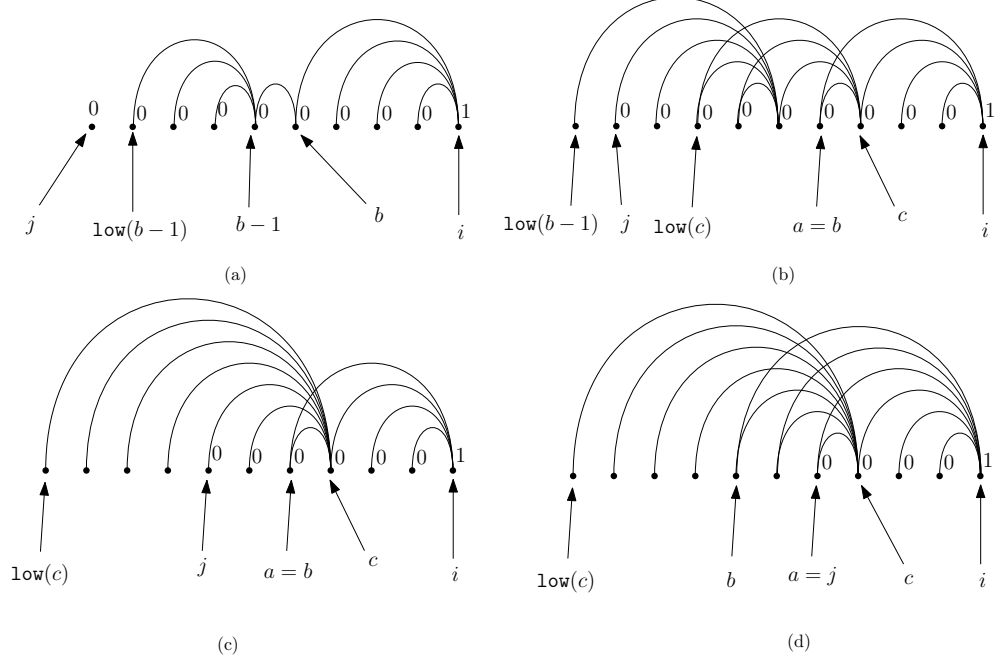 0 0 0 0 0 0 0 0 0 1
j low(b−1) b − 1 b i
(a)
0 0 0 0 0 0 0 0 0 1
low(b−1) j low(c) a = b c i
(b)
0 0 0 0 0 0 1
low(c) j a = b c i
(c)
0 0 0 0 1
low(c) b a = j c i
(d)